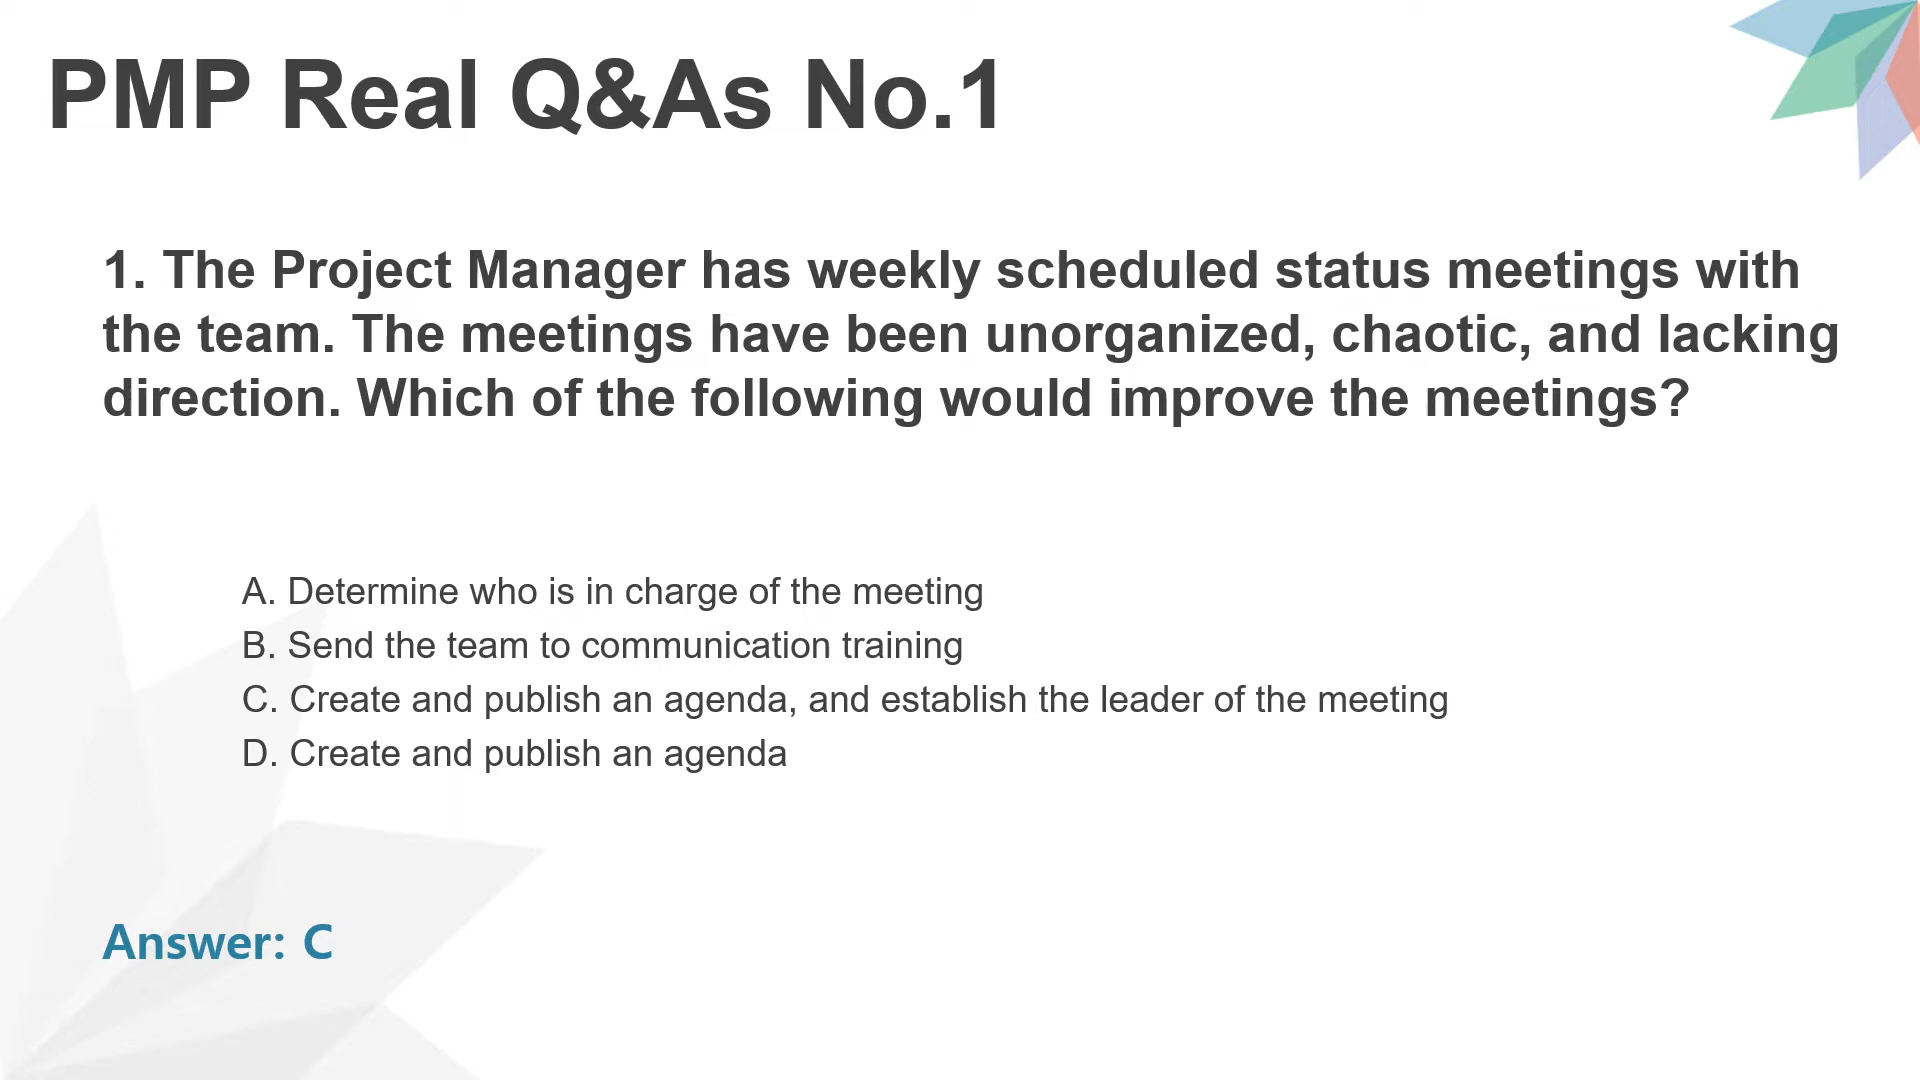 PMP Real Q&As No.1
1. The Project Manager has weekly scheduled status meetings with
the team. The meetings have been unorganized, chaotic, and lacking
direction. Which of the following would improve the meetings?
A. Determine who is in charge of the meeting
B. Send the team to communication training
C. Create and publish an agenda, and establish the leader of the meeting
D. Create and publish an agenda
Answer: C